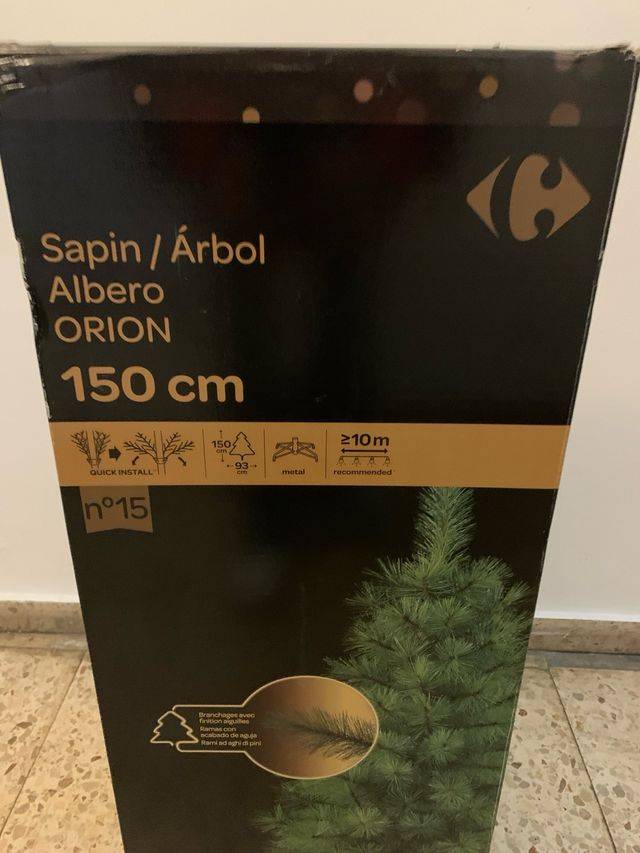 Sapin / Árbol
Albero
ORION
150 cm
QUICK INSTALL
150
cm
93
cm
metal
≥10 m
recommended
nº15
Branchages avec
finition aiguilles
Ramas con
acabado de aguja
Rami ad aghi di pini